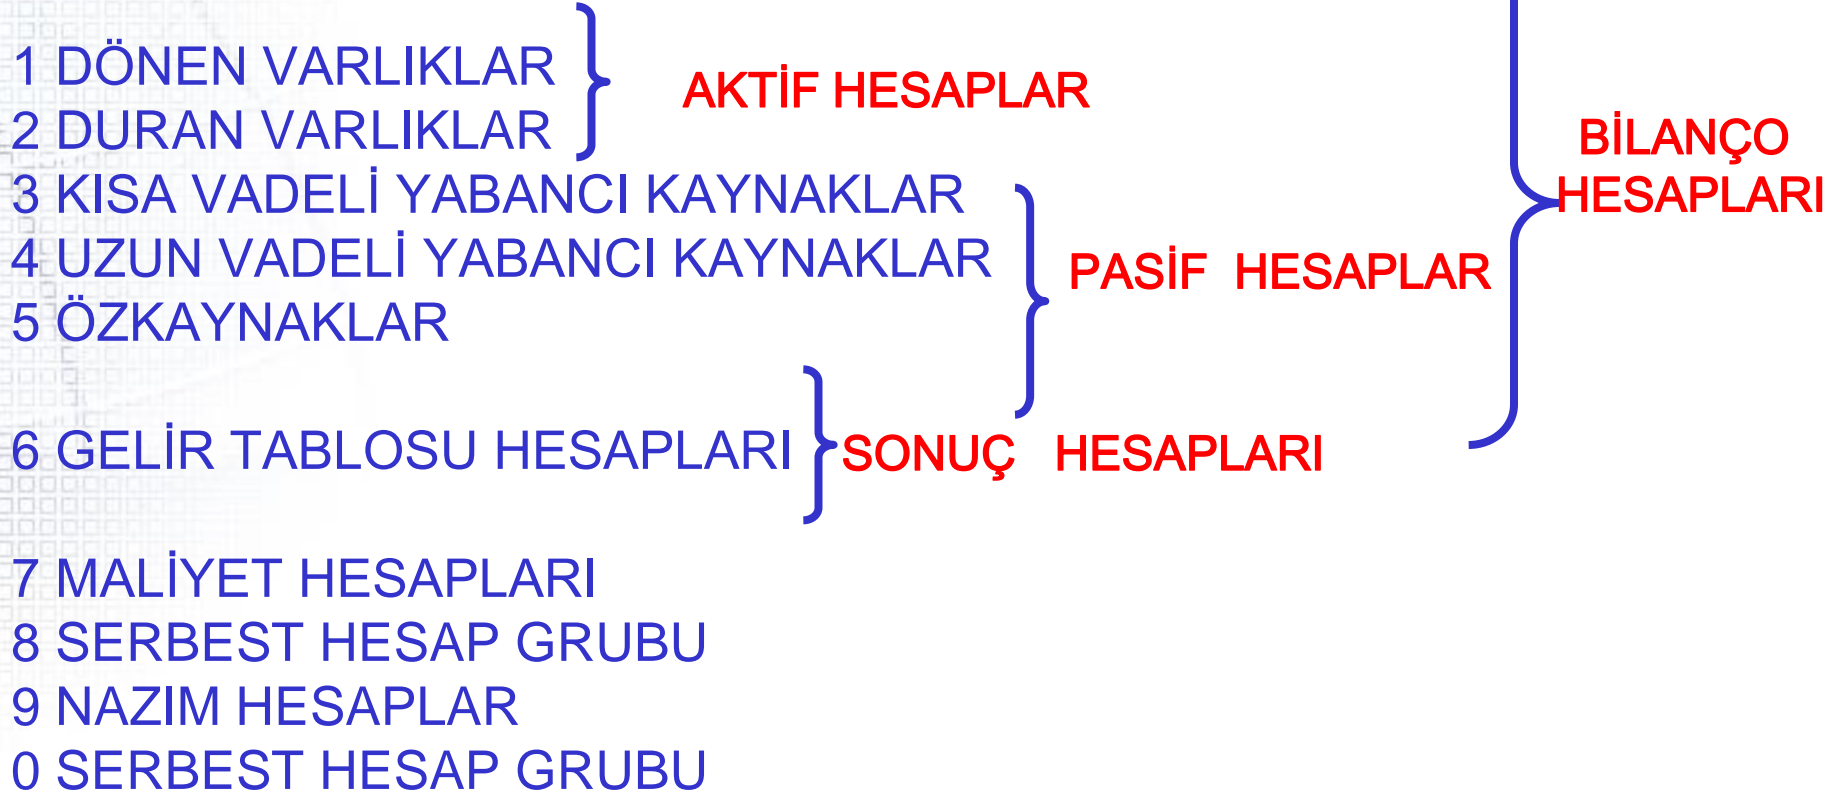 1 DÖNEN VARLIKLAR
2 DURAN VARLIKLAR
AKTİF HESAPLAR
3 KISA VADELİ YABANCI KAYNAKLAR
4 UZUN VADELİ YABANCI KAYNAKLAR
5 ÖZKAYNAKLAR
PASİF HESAPLAR
BİLANÇO
HESAPLARI
6 GELİR TABLOSU HESAPLARI
SONUÇ HESAPLARI
7 MALİYET HESAPLARI
8 SERBEST HESAP GRUBU
9 NAZIM HESAPLAR
0 SERBEST HESAP GRUBU